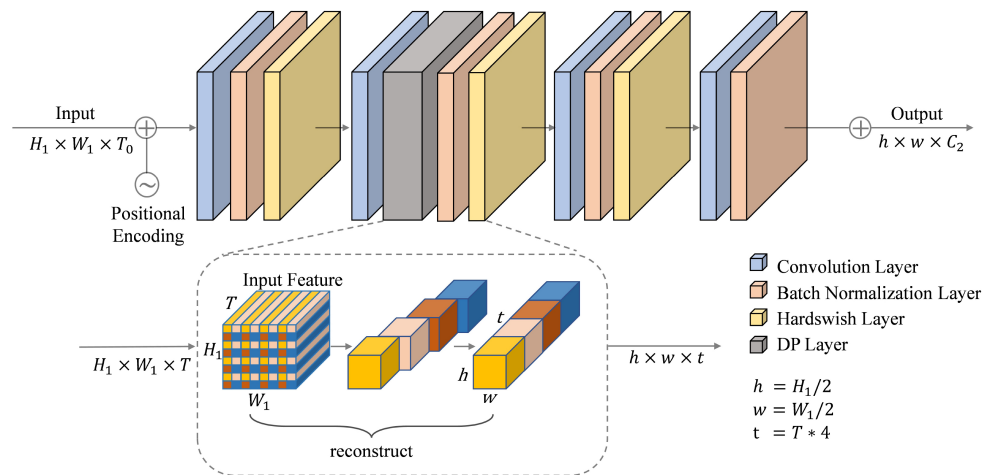 Input
H₁ × W₁ × T₀
Positional
Encoding
Output
h × w × C₂
Input Feature
T
H₁
W₁
H₁ × W₁ × T
t
h
w
reconstruct
h × w × t
Convolution Layer
Batch Normalization Layer
Hardswish Layer
DP Layer
h = H₁/2
w = W₁/2
t = T ∗ 4